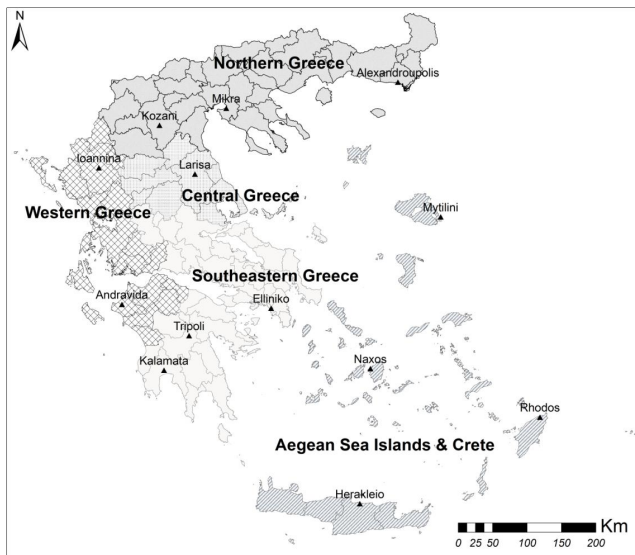 N
Northern Greece
Alexandroupolis
Mikra
Kozani
Ioannina
Larisa
Central Greece
Western Greece
Mytilini
Southeastern Greece
Andravida
Elliniko
Tripoli
Kalamata
Naxos
Rhodos
Aegean Sea Islands & Crete
Herakleio
Km
0 25 50 100 150 200